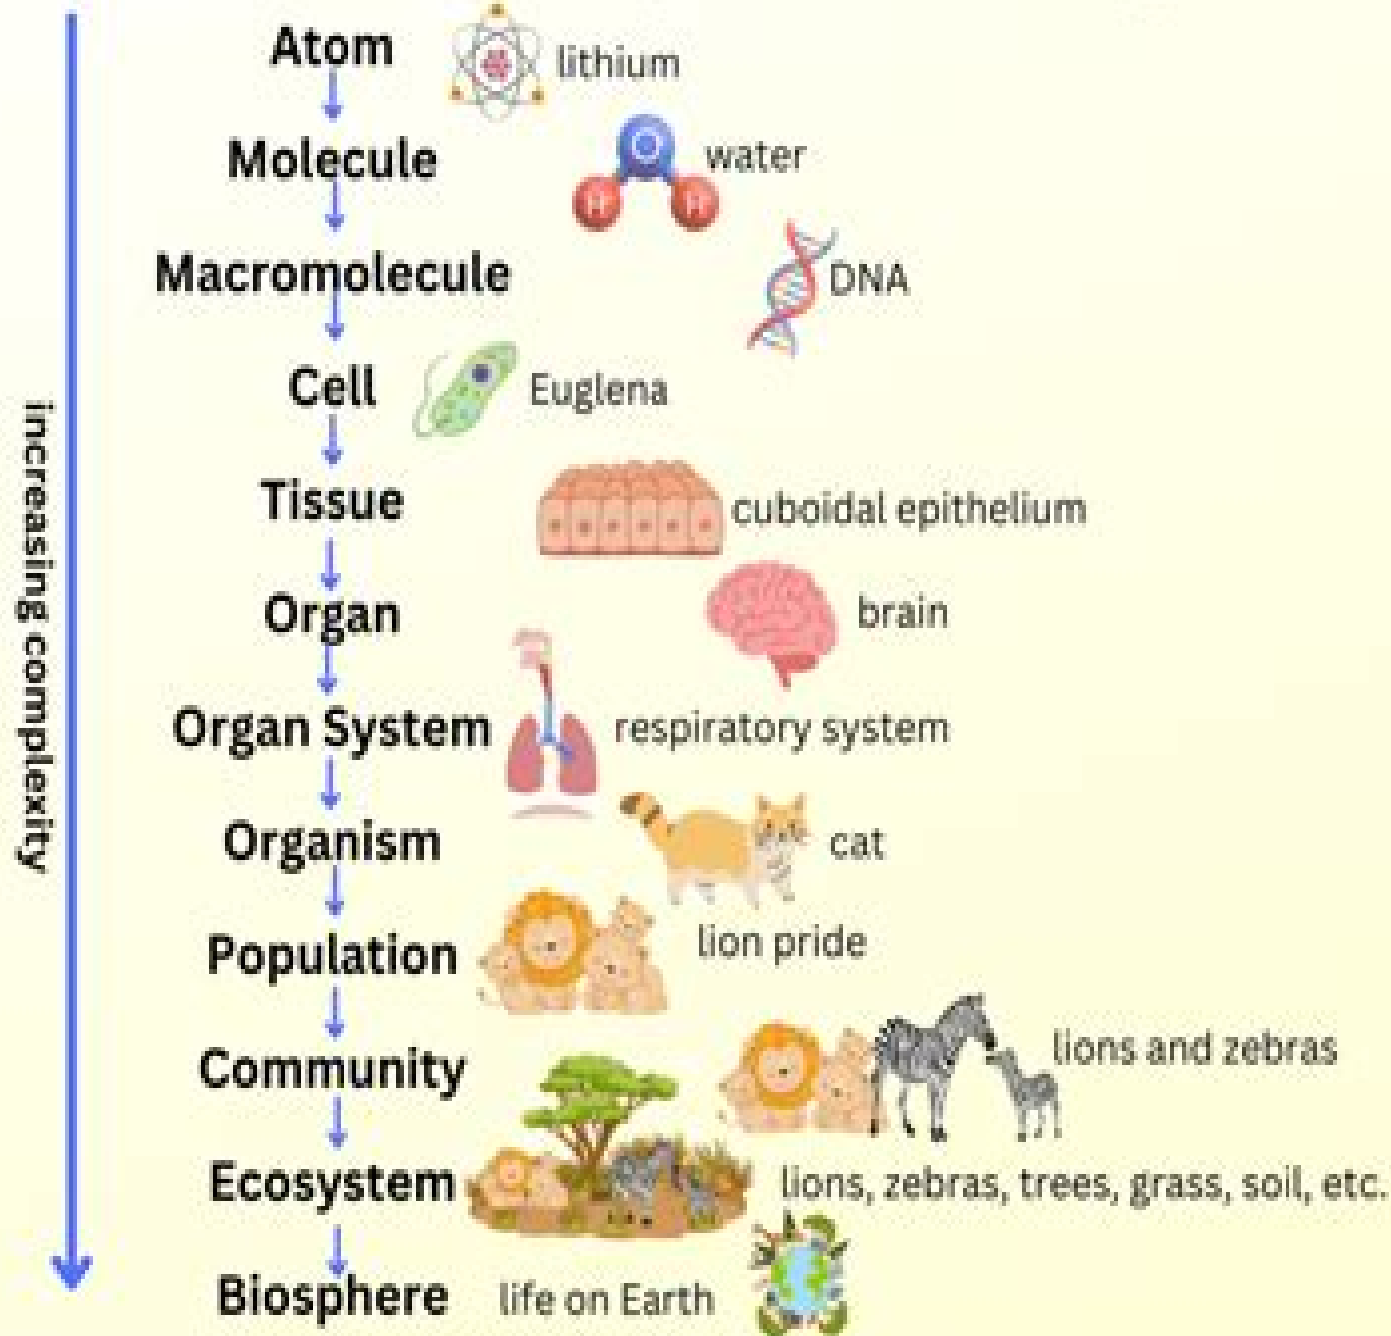 Atom
lithium
Molecule
water
O
H
H
Macromolecule
DNA
Cell
Euglena
Tissue
cuboidal epithelium
Organ
brain
Organ System
respiratory system
Organism
cat
Population
lion pride
Community
lions and zebras
Ecosystem
lions, zebras, trees, grass, soil, etc.
Biosphere
life on Earth
increasing complexity